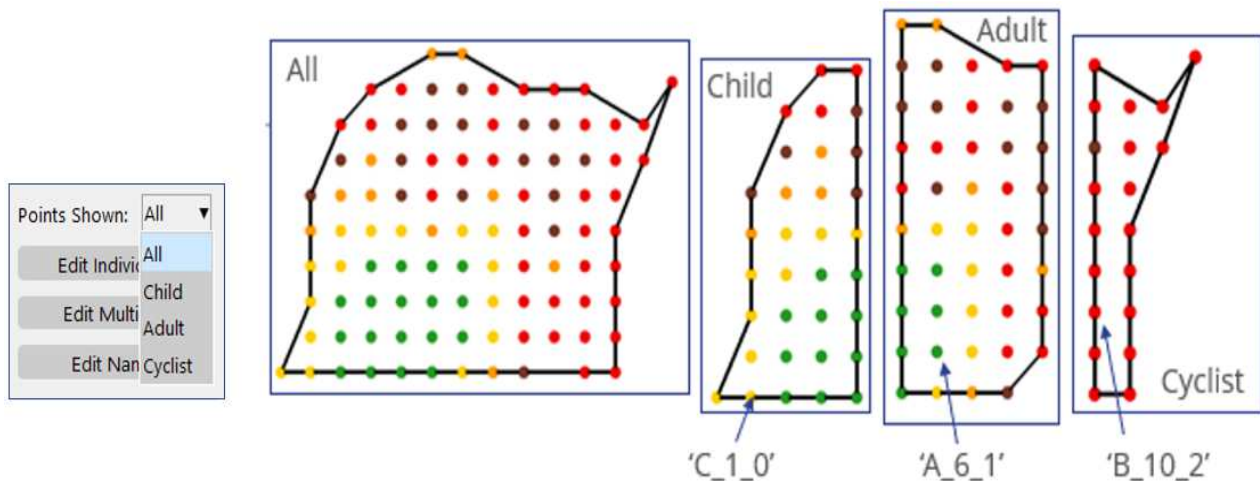 Points Shown:
All
▼
Edit Indivi
All
Child
Edit Multi
Adult
Edit Nar
Cyclist
All
Child
Adult
Cyclist
'C_1_0'
'A_6_1'
'B_10_2'